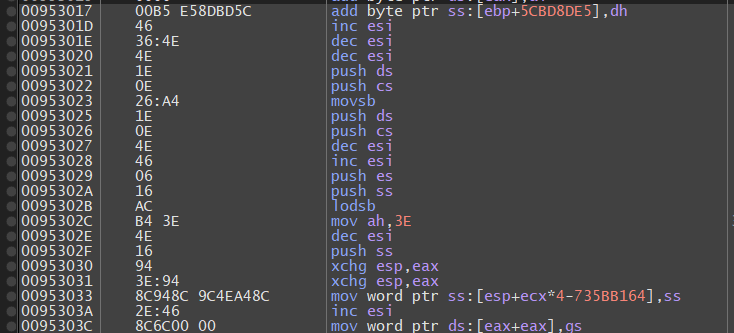 00953017 00B5 E58DBD5C add byte ptr ss:[ebp+5CBD8DE5],dh
0095301D 46 inc esi
0095301E 36:4E dec esi
00953020 4E dec esi
00953021 1E push ds
00953022 0E push cs
00953023 26:A4 movsb
00953025 1E push ds
00953026 0E push cs
00953027 4E dec esi
00953028 46 inc esi
00953029 06 push es
0095302A 16 push ss
0095302B AC lodsb
0095302C B4 3E mov ah,3E
0095302E 4E dec esi
0095302F 16 push ss
00953030 94 xchg esp,eax
00953031 3E:94 xchg esp,eax
00953033 8C948C 9C4EA48C mov word ptr ss:[esp+ecx*4-735BB164],ss
0095303A 2E:46 inc esi
0095303C 8C6C00 00 mov word ptr ds:[eax+eax],gs